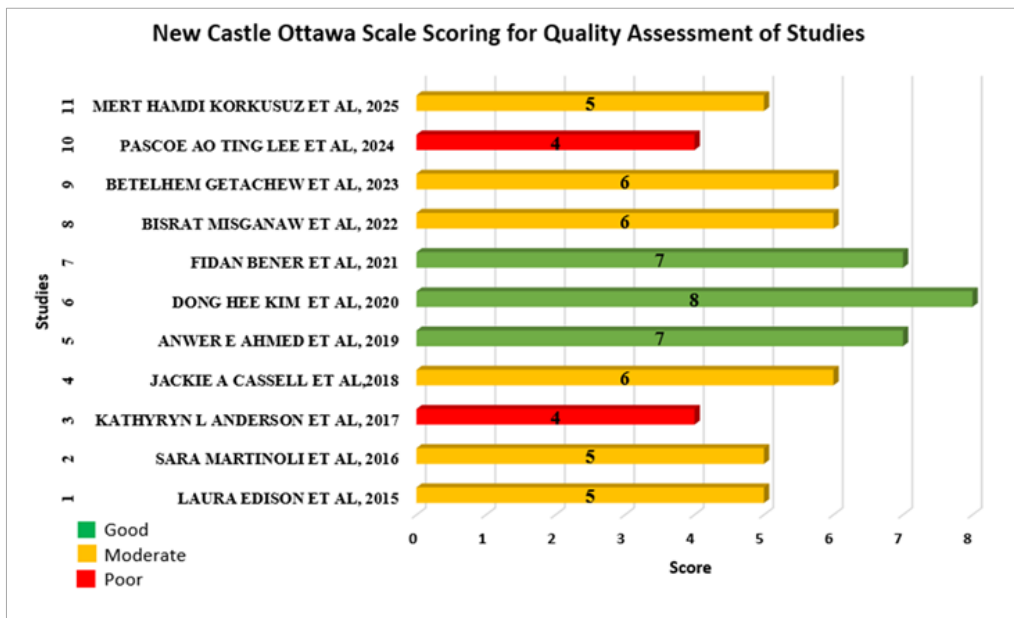 New Castle Ottawa Scale Scoring for Quality Assessment of Studies
Studies
11 MERT HAMDI KORKUSUZ ET AL, 2025 5
10 PASCOE AO TING LEE ET AL, 2024 4
9 BETELHEM GETACHEW ET AL, 2023 6
8 BISRAT MISGANAW ET AL, 2022 6
7 FIDAN BENER ET AL, 2021 7
6 DONG HEE KIM ET AL, 2020 8
5 ANWER E AHMED ET AL, 2019 7
4 JACKIE A CASSELL ET AL,2018 6
3 KATHYRYN L ANDERSON ET AL, 2017 4
2 SARA MARTINOLI ET AL, 2016 5
1 LAURA EDISON ET AL, 2015 5
0 1 2 3 4 5 6 7 8
Score
Good
Moderate
Poor